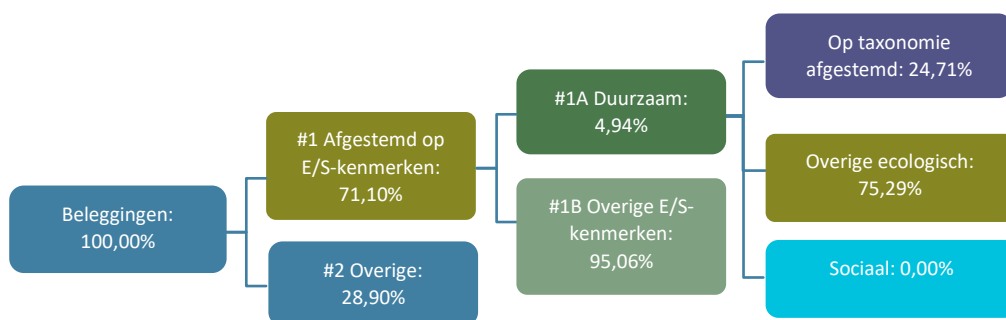 Beleggingen:
100,00%
#1 Afgestemd op
E/S-kenmerken:
71,10%
#2 Overige:
28,90%
#1A Duurzaam:
4,94%
#1B Overige E/S-
kenmerken:
95,06%
Op taxonomie
afgestemd: 24,71%
Overige ecologisch:
75,29%
Sociaal: 0,00%